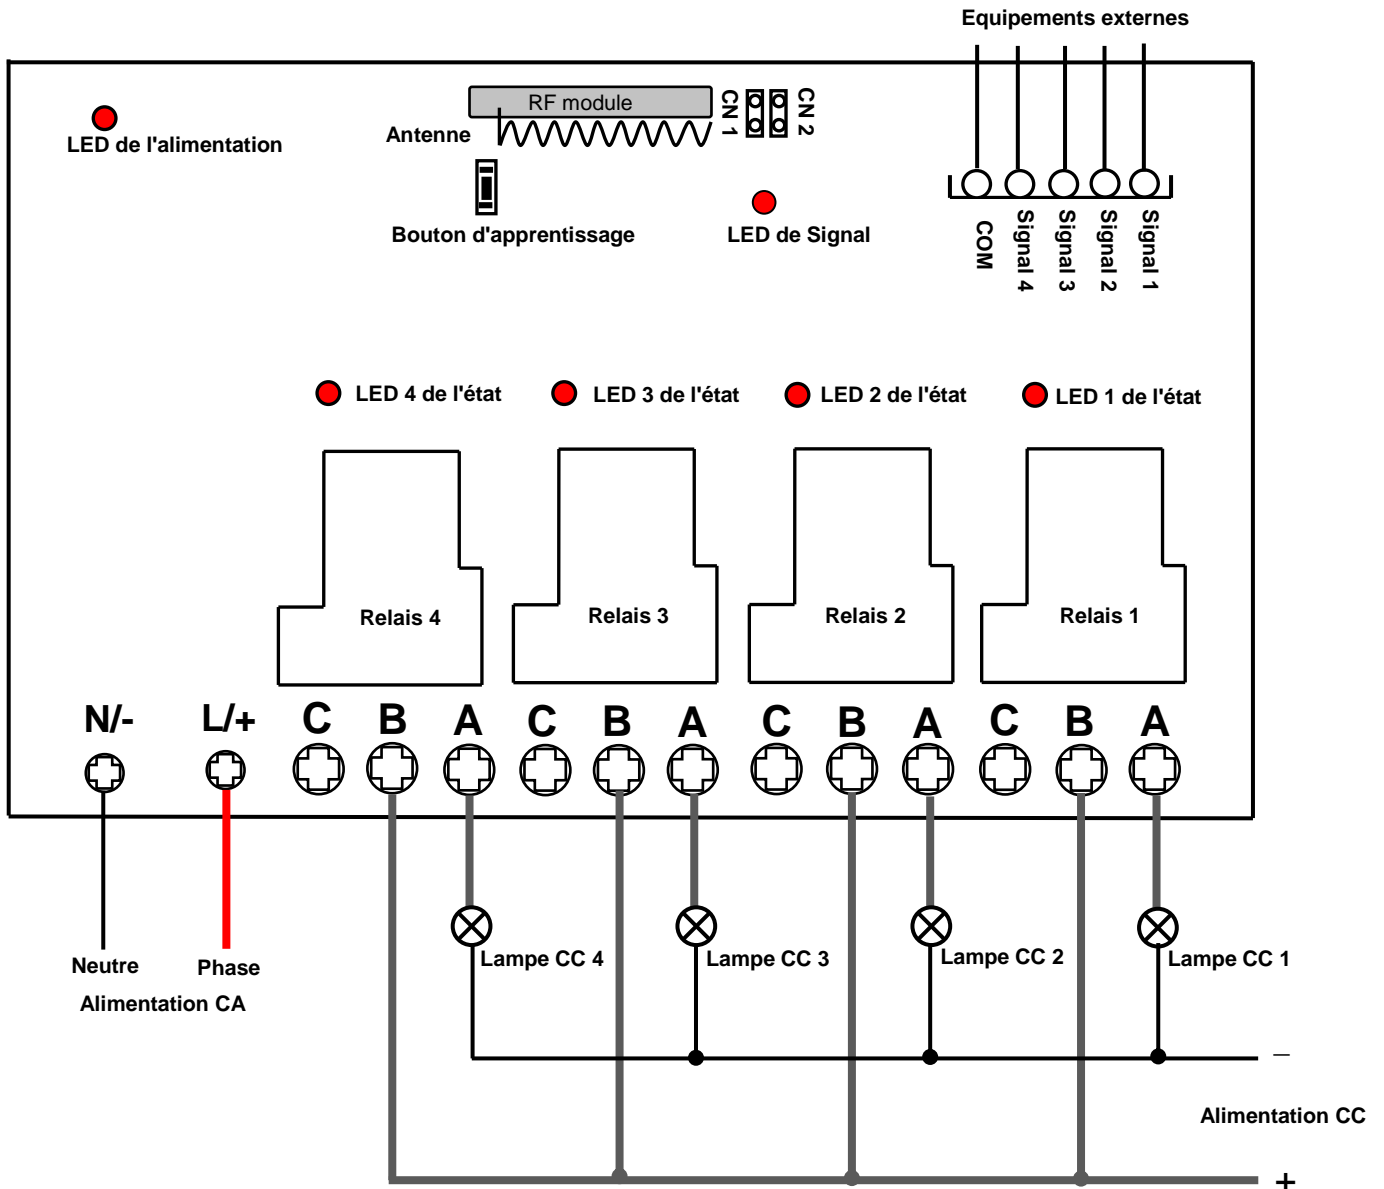 Equipements externes
RF module
CN 1
CN 2
LED de l'alimentation
Antenne
Bouton d'apprentissage
LED de Signal
COM
Signal 4
Signal 3
Signal 2
Signal 1
LED 4 de l'état
LED 3 de l'état
LED 2 de l'état
LED 1 de l'état
Relais 4
Relais 3
Relais 2
Relais 1
N/-
L/+
C B A
C B A
C B A
C B A
Lampe CC 4
Lampe CC 3
Lampe CC 2
Lampe CC 1
Neutre
Phase
Alimentation CA
–
Alimentation CC
+